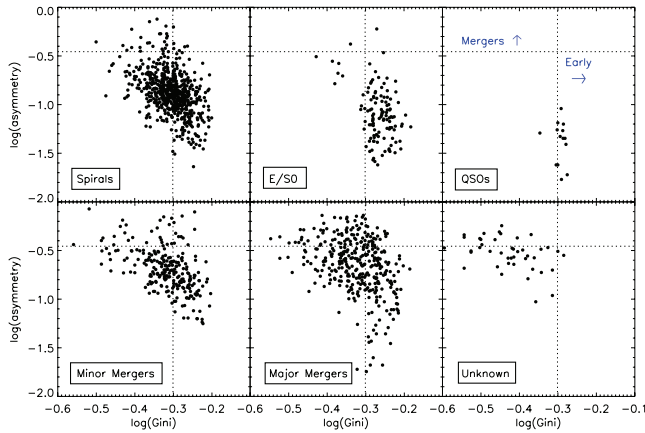 0.0
−0.5
−1.0
−1.5
−2.0
log(asymmetry)
Spirals
E/S0
Mergers ↑
Early
→
QSOs
−0.5
−1.0
−1.5
−2.0
log(asymmetry)
Minor Mergers
Major Mergers
Unknown
−0.6 −0.5 −0.4 −0.3 −0.2 −0.6 −0.5 −0.4 −0.3 −0.2 −0.6 −0.5 −0.4 −0.3 −0.2 −0.1
log(Gini) log(Gini) log(Gini)